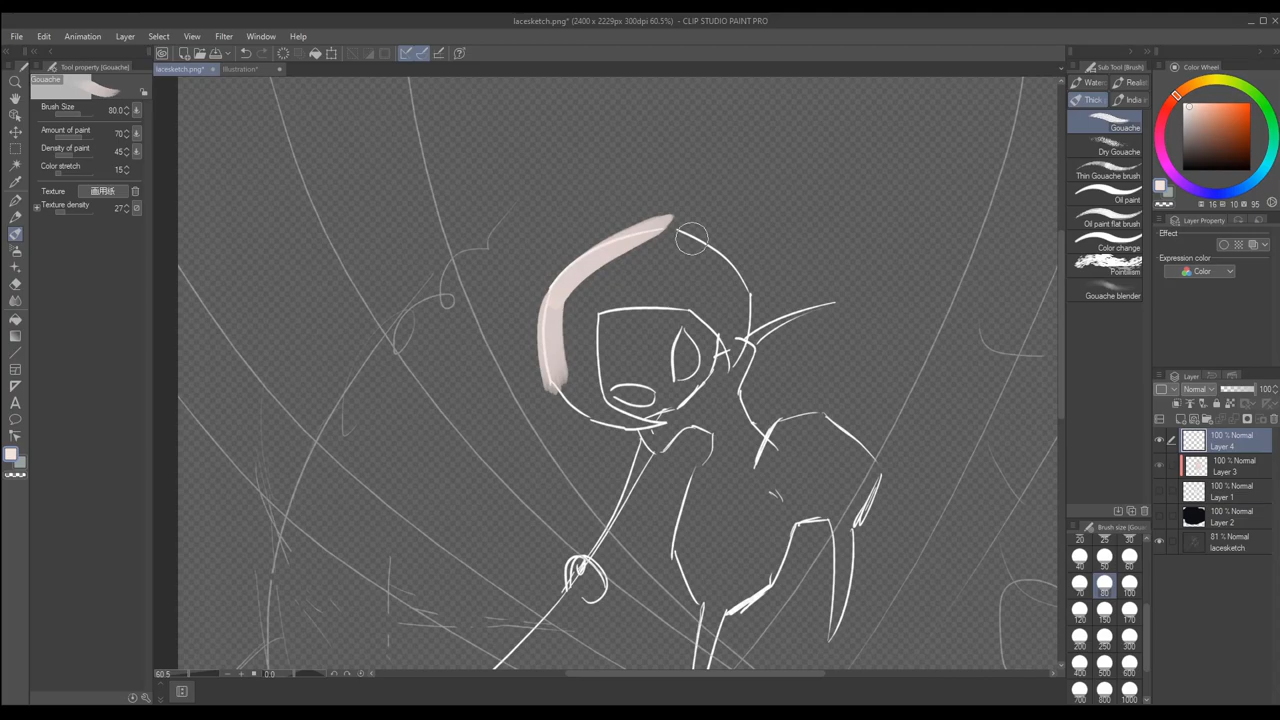 lacesketch.png* (2400 x 2229px 300dpi 60.5%) - CLIP STUDIO PAINT PRO
File Edit Animation Layer Select View Filter Window Help
Tool property [Gouache]
lacesketch.png*
Illustration*
Sub Tool [Brush]
Color Wheel
Gouache
Brush Size 80.0
Amount of paint 70
Density of paint 45
Color stretch 15
Texture 画用紙
Texture density 27
Thick
Gouache
Dry Gouache
Thin Gouache brush
Oil paint
Oil paint flat brush
Color change
Pointillism
Gouache blender
16 10 95
Layer Property
Effect
Expression color
Color
Layer
Normal 100
100 % Normal
Layer 4
100 % Normal
Layer 3
100 % Normal
Layer 1
100 % Normal
Layer 2
81 % Normal
lacesketch
20 25 30
40 50 60
70 80 100
120 150 170
200 250 300
400 500 600
700 800 1000
60.5
0.0